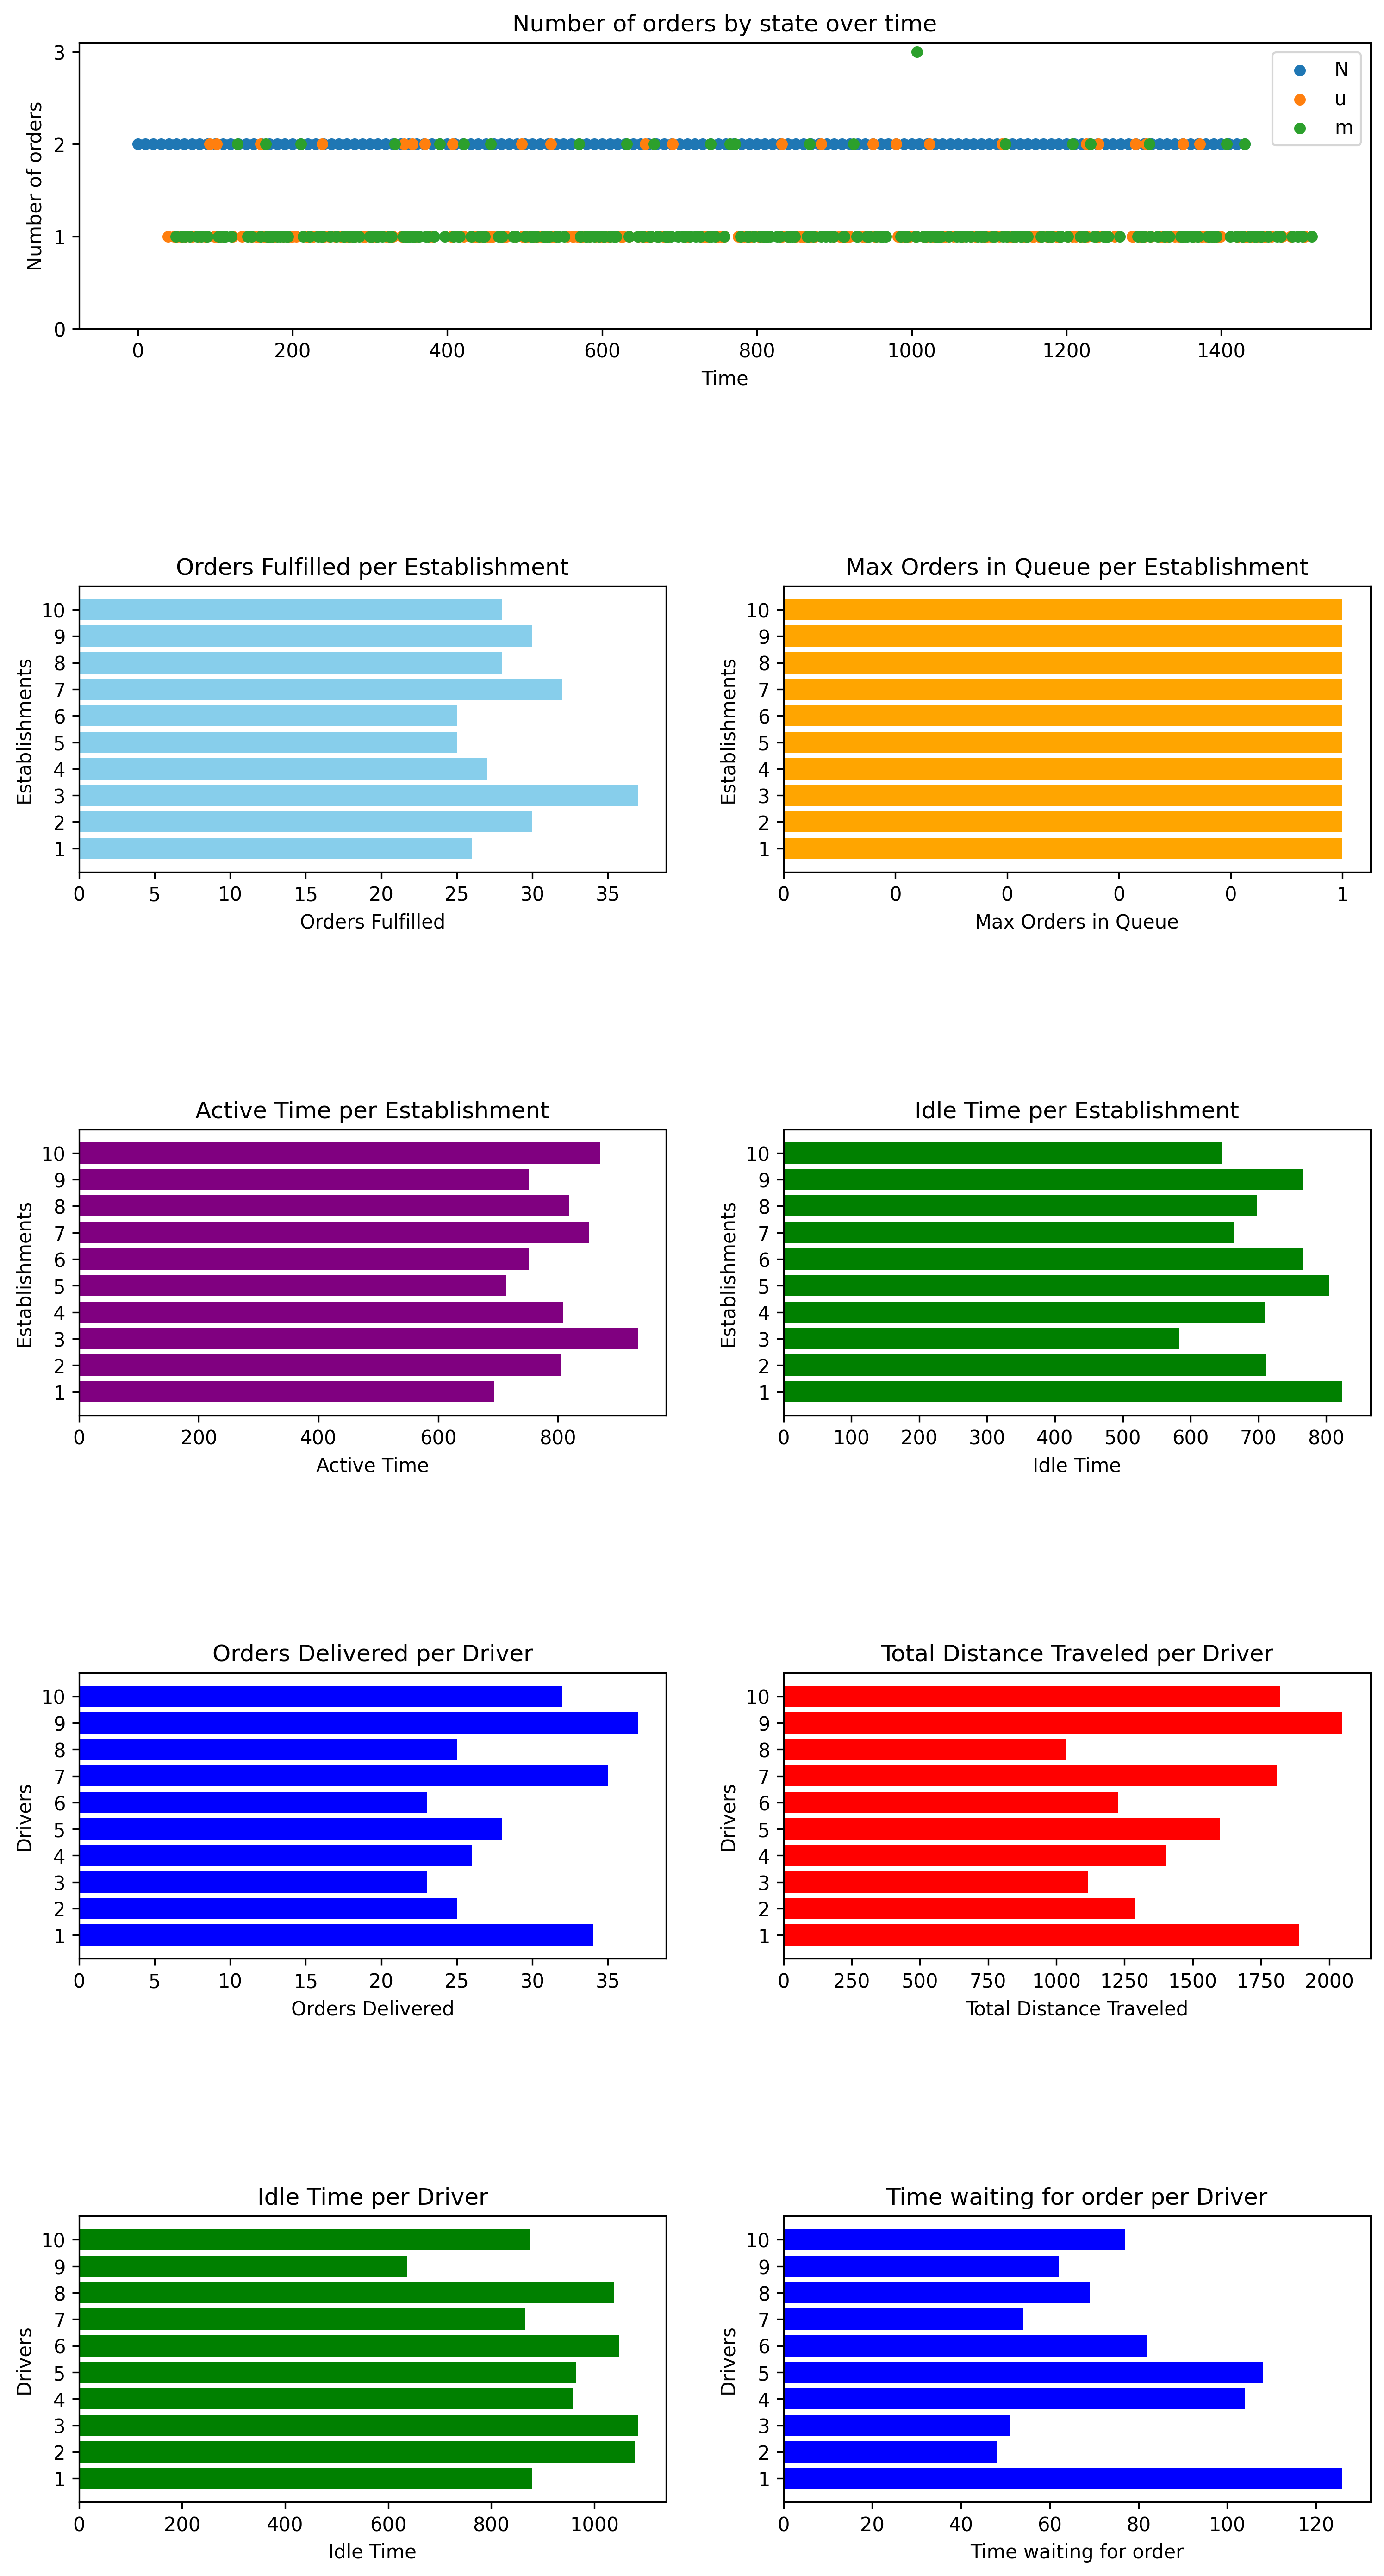 Number of orders by state over time
Number of orders
3
2
1
0
N
u
m
0 200 400 600 800 1000 1200 1400
Time
Orders Fulfilled per Establishment
Establishments
10
9
8
7
6
5
4
3
2
1
0 5 10 15 20 25 30 35
Orders Fulfilled
Max Orders in Queue per Establishment
Establishments
10
9
8
7
6
5
4
3
2
1
0 0 0 0 0 1
Max Orders in Queue
Active Time per Establishment
Establishments
10
9
8
7
6
5
4
3
2
1
0 200 400 600 800
Active Time
Idle Time per Establishment
Establishments
10
9
8
7
6
5
4
3
2
1
0 100 200 300 400 500 600 700 800
Idle Time
Orders Delivered per Driver
Drivers
10
9
8
7
6
5
4
3
2
1
0 5 10 15 20 25 30 35
Orders Delivered
Total Distance Traveled per Driver
Drivers
10
9
8
7
6
5
4
3
2
1
0 250 500 750 1000 1250 1500 1750 2000
Total Distance Traveled
Idle Time per Driver
Drivers
10
9
8
7
6
5
4
3
2
1
0 200 400 600 800 1000
Idle Time
Time waiting for order per Driver
Drivers
10
9
8
7
6
5
4
3
2
1
0 20 40 60 80 100 120
Time waiting for order